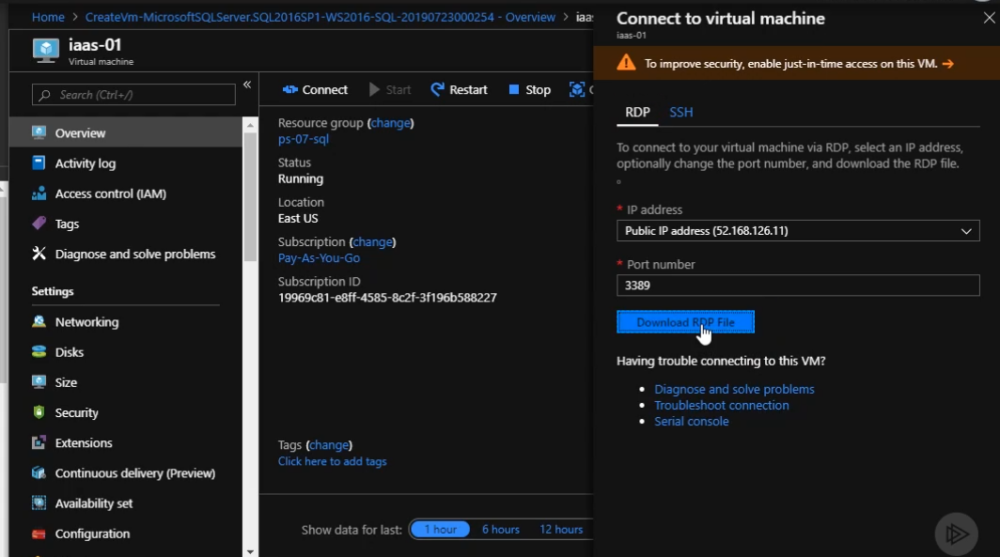 Home > CreateVm-MicrosoftSQLServer.SQL2016SP1-WS2016-SQL-20190723000254 - Overview > iaas
iaas-01
Virtual machine
Search (Ctrl+/)
«
Overview
Activity log
Access control (IAM)
Tags
Diagnose and solve problems
Settings
Networking
Disks
Size
Security
Extensions
Continuous delivery (Preview)
Availability set
Configuration
Connect Start Restart Stop
Resource group (change)
ps-07-sql
Status
Running
Location
East US
Subscription (change)
Pay-As-You-Go
Subscription ID
19969c81-e8ff-4585-8c2f-3f196b588227
Tags (change)
Click here to add tags
Show data for last: 1 hour 6 hours 12 hours
Connect to virtual machine
iaas-01
To improve security, enable just-in-time access on this VM. →
RDP SSH
To connect to your virtual machine via RDP, select an IP address,
optionally change the port number, and download the RDP file.
* IP address
Public IP address (52.168.126.11)
* Port number
3389
Download RDP File
Having trouble connecting to this VM?
• Diagnose and solve problems
• Troubleshoot connection
• Serial console